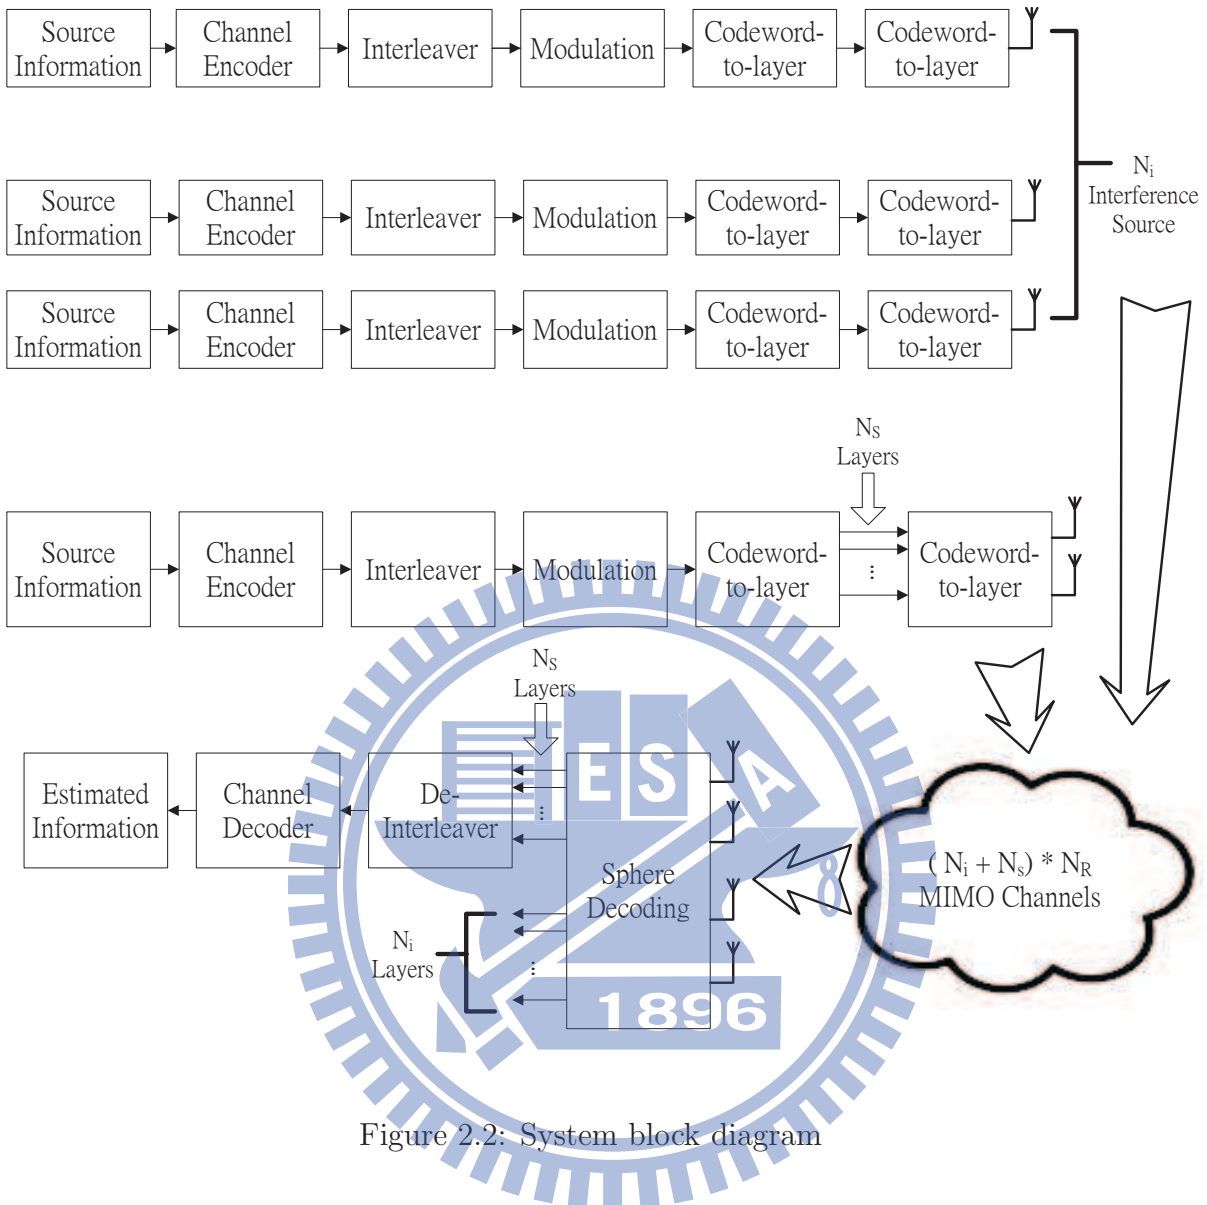 Source
Information
Channel
Encoder
Interleaver
Modulation
Codeword-
to-layer
Codeword-
to-layer
Source
Information
Channel
Encoder
Interleaver
Modulation
Codeword-
to-layer
Codeword-
to-layer
Source
Information
Channel
Encoder
Interleaver
Modulation
Codeword-
to-layer
Codeword-
to-layer
Ni
Interference
Source
NS
Layers
Source
Information
Channel
Encoder
Interleaver
Modulation
Codeword-
to-layer
...
Codeword-
to-layer
NS
Layers
Estimated
Information
Channel
Decoder
De-
Interleaver
...
Sphere
Decoding
Ni
Layers
...
( Ni + Ns) * NR
MIMO Channels
ESA
8
1896
Figure 2.2: System block diagram